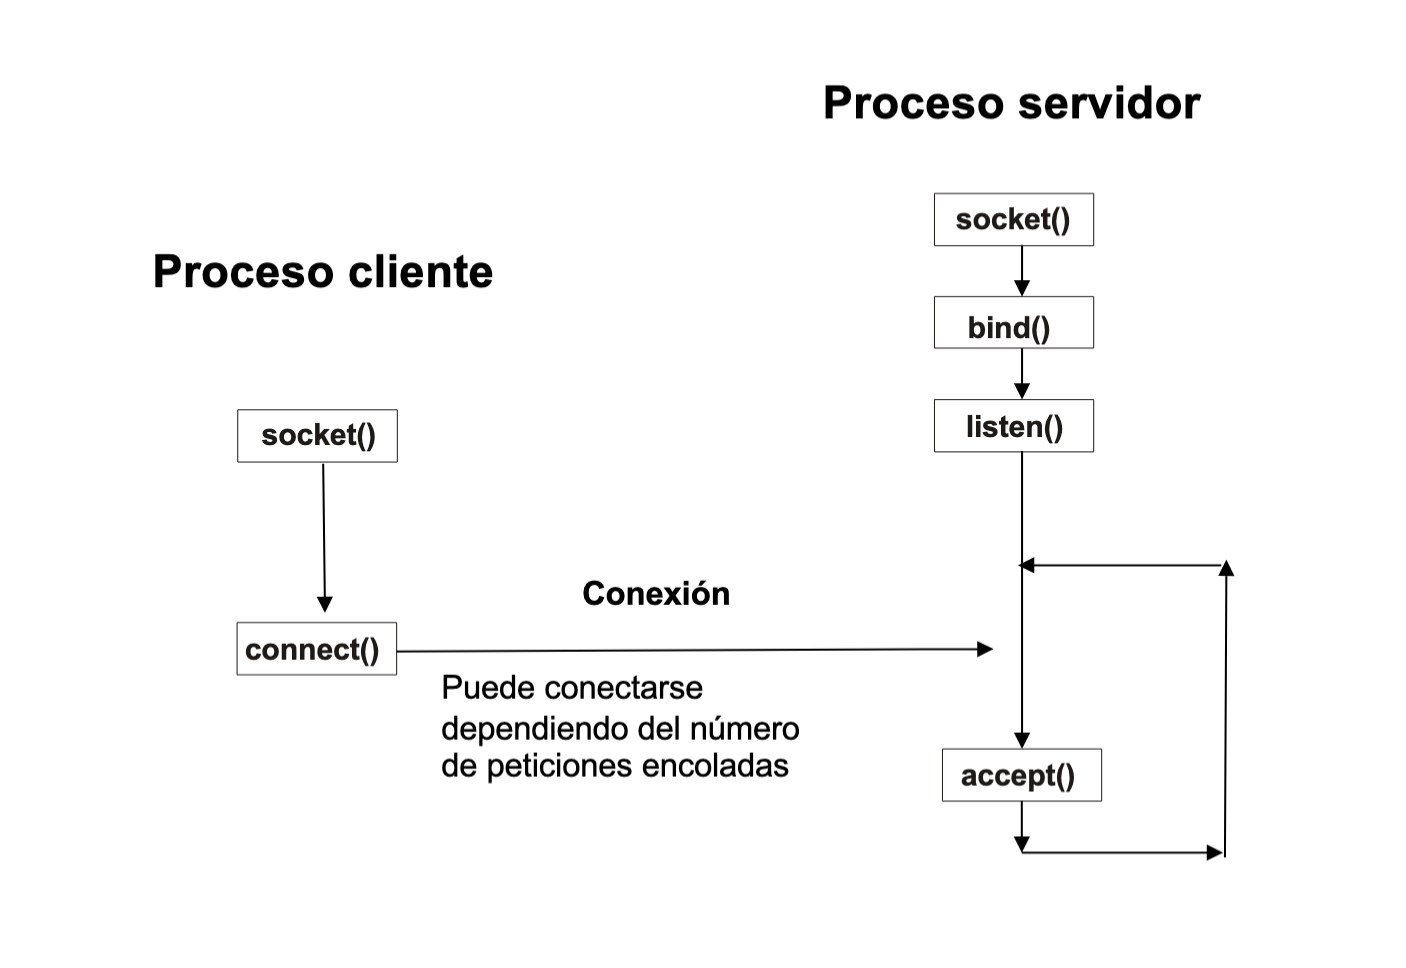 Proceso servidor
socket()
Proceso cliente
bind()
listen()
socket()
Conexión
connect()
Puede conectarse
dependiendo del número
de peticiones encoladas
accept()